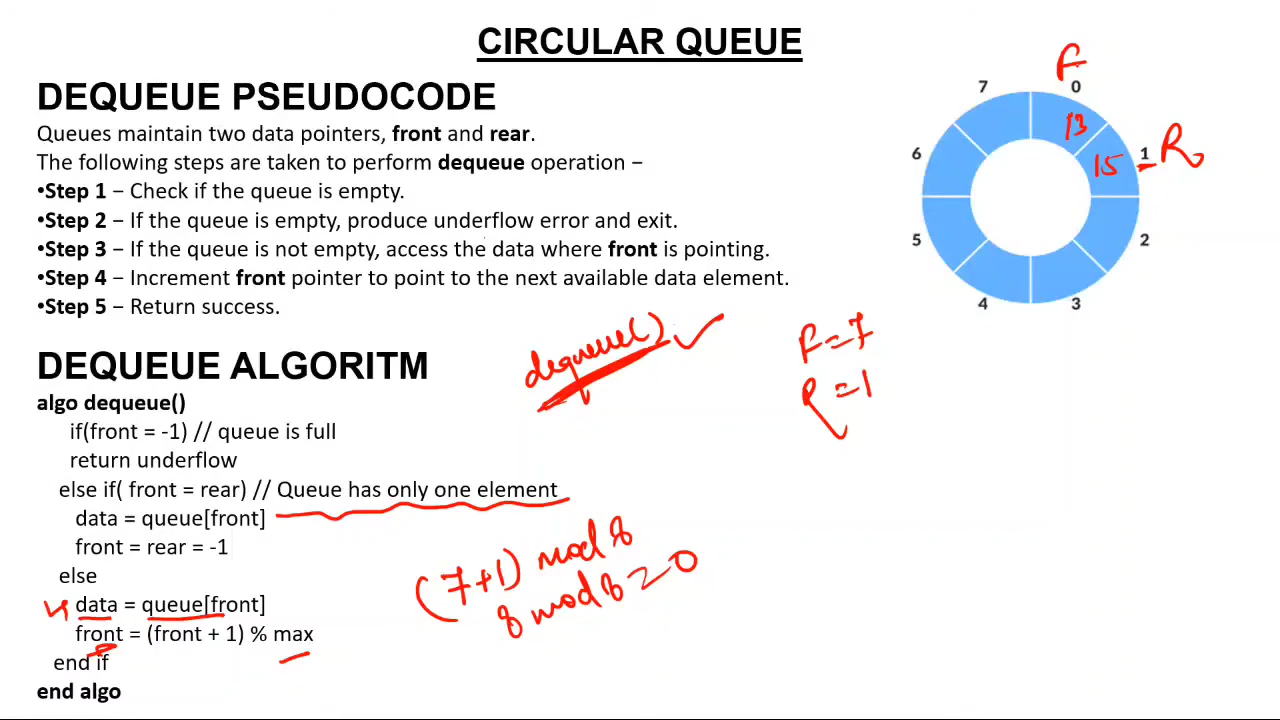 CIRCULAR QUEUE
DEQUEUE PSEUDOCODE
Queues maintain two data pointers, front and rear.
The following steps are taken to perform dequeue operation −
•Step 1 − Check if the queue is empty.
•Step 2 − If the queue is empty, produce underflow error and exit.
•Step 3 − If the queue is not empty, access the data where front is pointing.
•Step 4 − Increment front pointer to point to the next available data element.
•Step 5 − Return success.
DEQUEUE ALGORITM
algo dequeue()
if(front = -1) // queue is full
return underflow
else if( front = rear) // Queue has only one element
data = queue[front]
front = rear = -1
else
data = queue[front]
front = (front + 1) % max
end if
end algo
dequeue()
(7+1) mod 8
8 mod 8 = 0
F
7 0
13
6 1 R
15
5 2
4 3
F=7
R=1